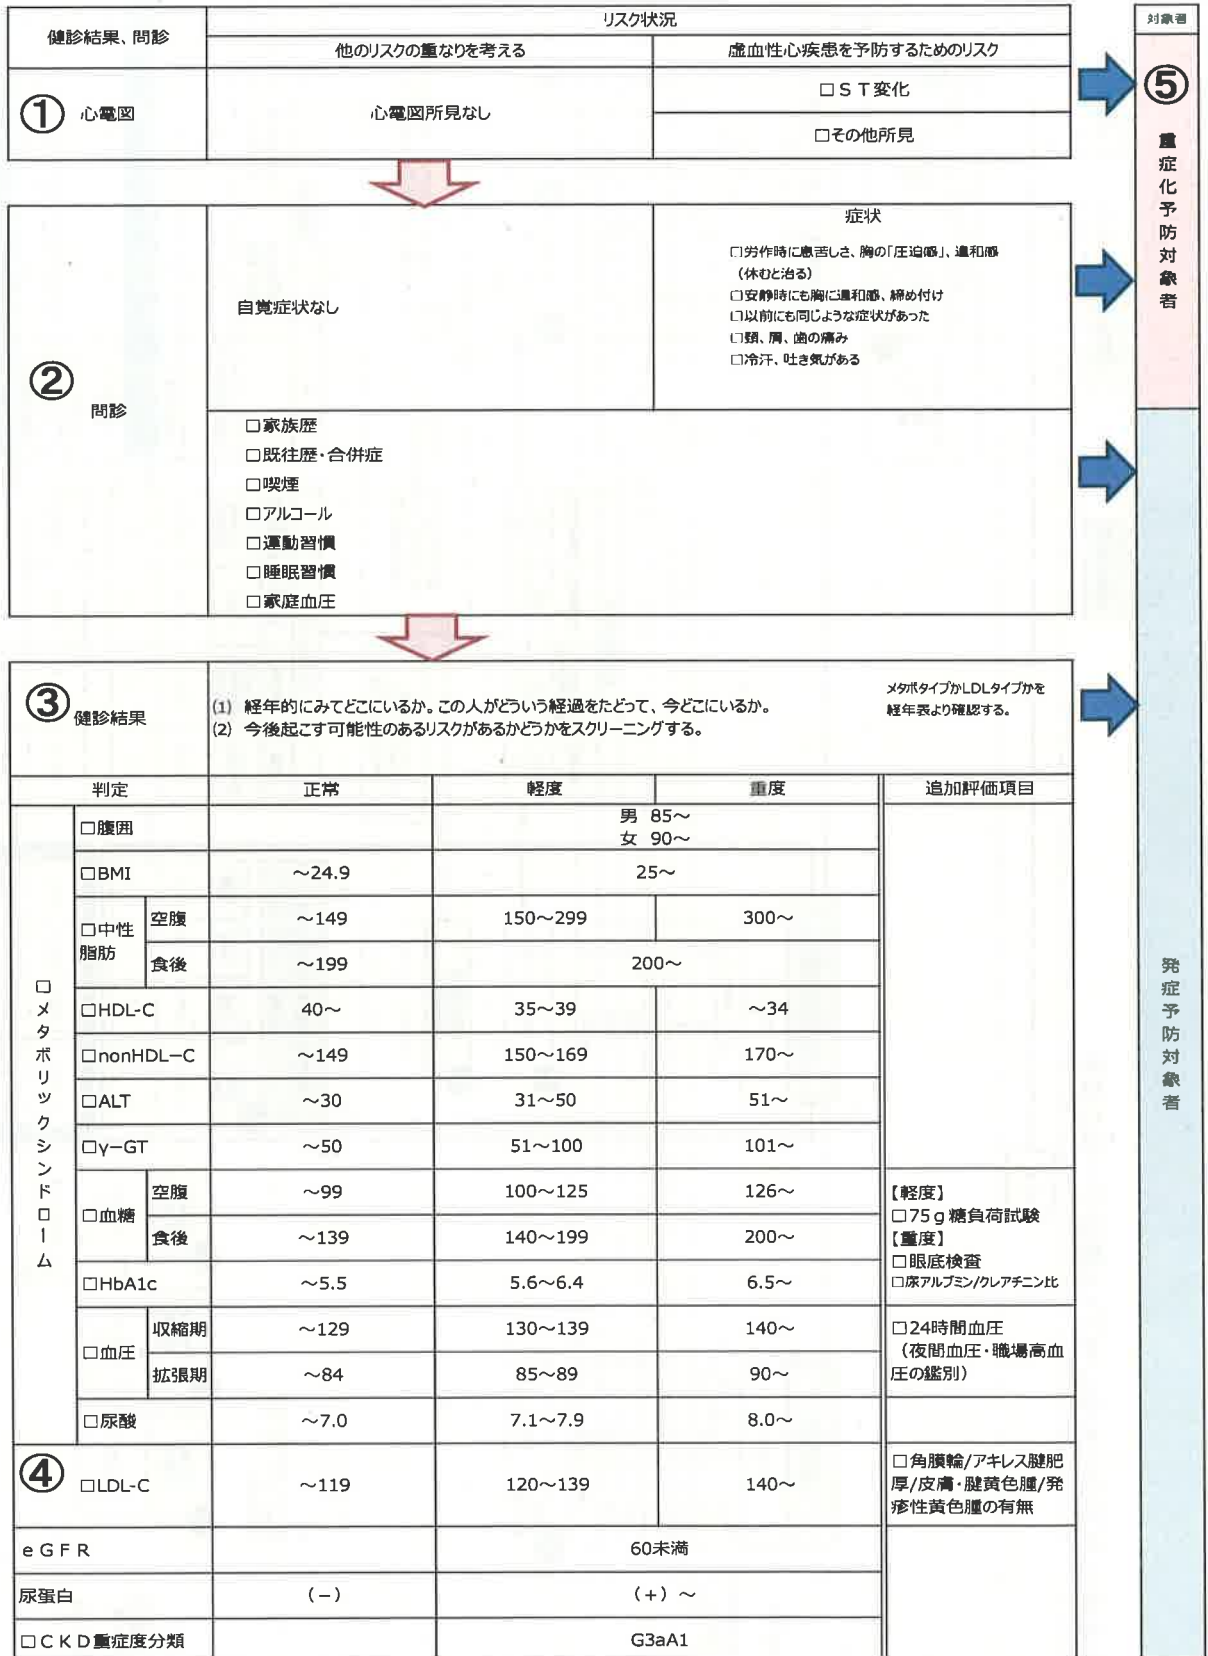 健診結果、問診
リスク状況
対象者
他のリスクの重なりを考える
虚血性心疾患を予防するためのリスク
① 心電図
心電図所見なし
□ＳＴ変化
□その他所見
⑤
重症化予防対象者
② 問診
自覚症状なし
症状
□労作時に息苦しさ、胸の「圧迫感」、違和感
（休むと治る）
□安静時にも胸に違和感、締め付け
□以前にも同じような症状があった
□頸、肩、歯の痛み
□冷汗、吐き気がある
□家族歴
□既往歴・合併症
□喫煙
□アルコール
□運動習慣
□睡眠習慣
□家庭血圧
③ 健診結果
(1) 経年的にみてどこにいるか。この人がどういう経過をたどって、今どこにいるか。
(2) 今後起こす可能性のあるリスクがあるかどうかをスクリーニングする。
メタボタイプかLDLタイプかを
経年表より確認する。
判定 正常 軽度 重度 追加評価項目
□メタボリックシンドローム
□腹囲 男 85～
女 90～
□BMI ～24.9 25～
□中性脂肪 空腹 ～149 150～299 300～
食後 ～199 200～
□HDL-C 40～ 35～39 ～34
□nonHDL－C ～149 150～169 170～
□ALT ～30 31～50 51～
□γ－GT ～50 51～100 101～
□血糖 空腹 ～99 100～125 126～
食後 ～139 140～199 200～
□HbA1c ～5.5 5.6～6.4 6.5～
【軽度】
□75ｇ糖負荷試験
【重度】
□眼底検査
□尿アルブミン/クレアチニン比
□血圧 収縮期 ～129 130～139 140～
拡張期 ～84 85～89 90～
□24時間血圧
（夜間血圧・職場高血
圧の鑑別）
□尿酸 ～7.0 7.1～7.9 8.0～
④ □LDL-C ～119 120～139 140～
□角膜輪/アキレス腱肥
厚/皮膚・腱黄色腫/発
疹性黄色腫の有無
ｅＧＦＲ 60未満
尿蛋白 （－） （＋）～
□ＣＫＤ重症度分類 G3aA1
発症予防対象者